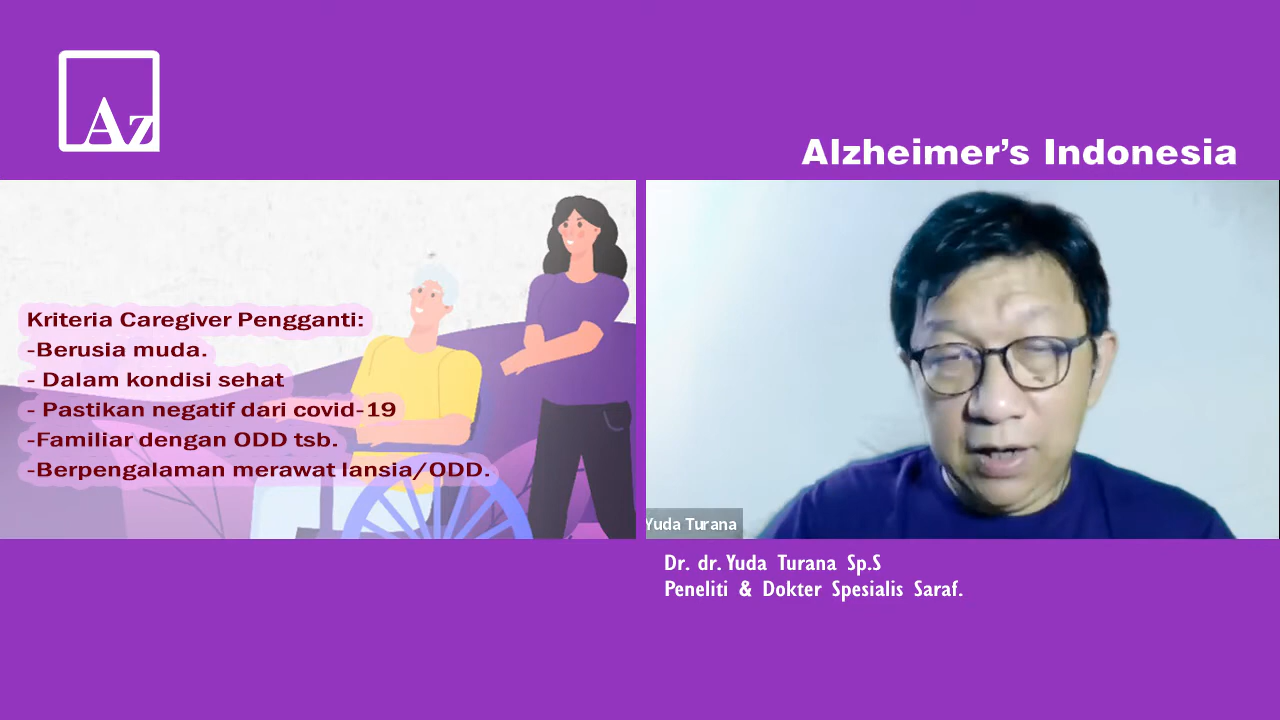 Az
Alzheimer's Indonesia
Kriteria Caregiver Pengganti:
-Berusia muda.
- Dalam kondisi sehat
- Pastikan negatif dari covid-19
-Familiar dengan ODD tsb.
-Berpengalaman merawat lansia/ODD.
Yuda Turana
Dr. dr. Yuda Turana Sp.S
Peneliti & Dokter Spesialis Saraf.